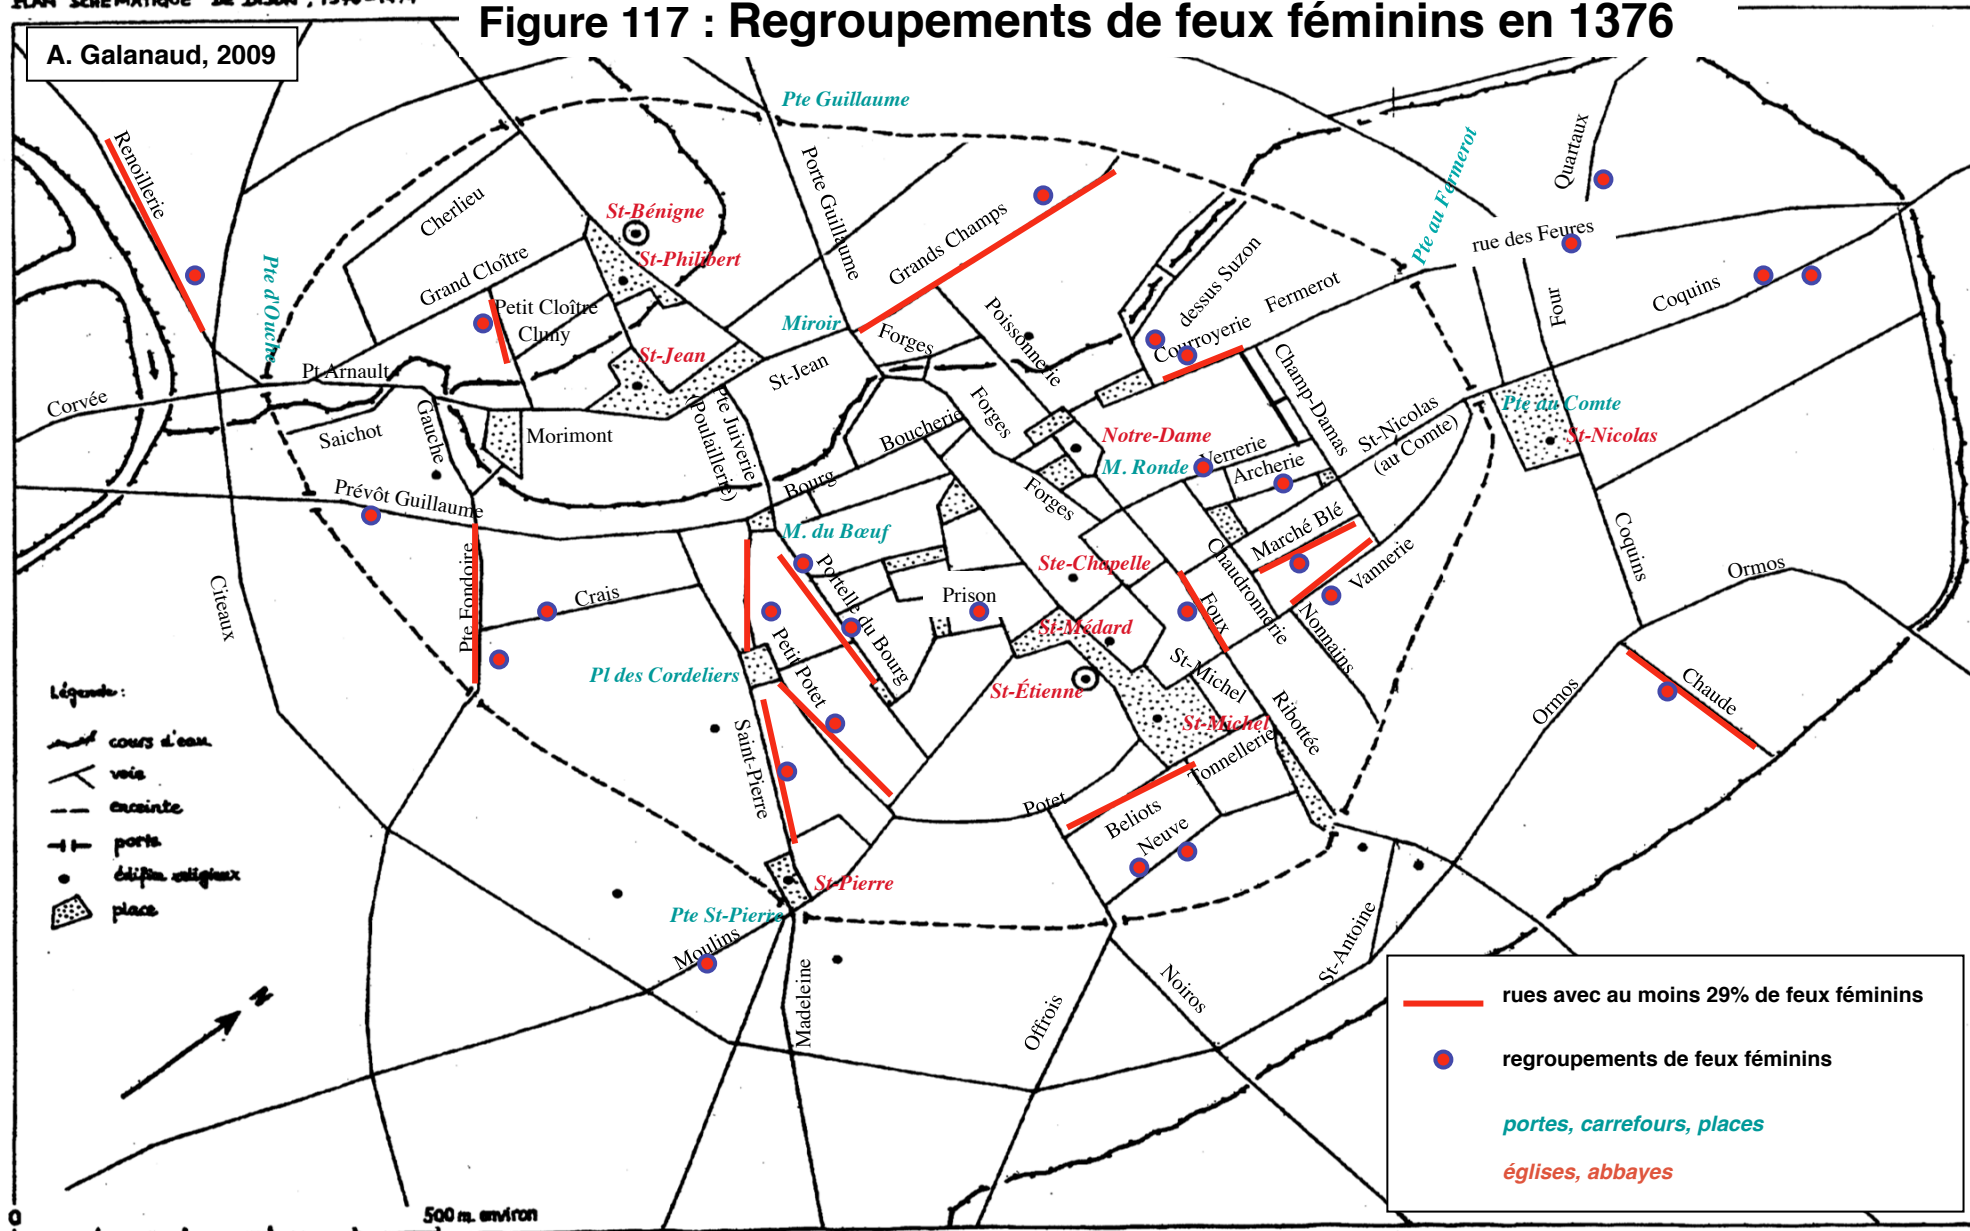 PLAN SCHEMATIQUE DE DIJON, 1376-1444
Figure 117 : Regroupements de feux féminins en 1376
A. Galanaud, 2009
Pte Guillaume
Renoillerie
Porte Guillaume
Pte au Fermerot
Quartaux
Cherlieu
St-Bénigne
Grands Champs
rue des Feures
Pte d'Ouche
Grand Cloître
St-Philibert
dessus Suzon
Fermerot
Four
Coquins
Petit Cloître
Cluny
Miroir
Forges
Poissonnerie
Courroyerie
St-Jean
St-Jean
Pt Arnault
Champ-Damas
Corvée
Saichot
Gauche
Morimont
Pte Juiverie
(Poulaillerie)
Boucherie
Forges
Notre-Dame
M. Ronde
Verrerie
Archerie
St-Nicolas
(au Comte)
Pte au Comte
St-Nicolas
Prévôt Guillaume
Bourg
Forges
M. du Bœuf
Marché Blé
Vannerie
Coquins
Ormos
Citeaux
Pte Fondoire
Crais
Portelle du Bourg
Prison
Ste-Chapelle
Chaudronnerie
Foux
Nonnains
Petit Potet
St-Médard
St-Michel
Pl des Cordeliers
St-Étienne
St-Michel
Ribottée
Ormos
Chaude
Légende :
cours d'eau
voie
enceinte
porte
édifice religieux
place
Saint-Pierre
Tonnellerie
Potet
Beliots
Neuve
St-Pierre
Pte St-Pierre
Moulins
Madeleine
Offrois
Noiros
St-Antoine
N
rues avec au moins 29% de feux féminins
regroupements de feux féminins
portes, carrefours, places
églises, abbayes
0
500 m. environ